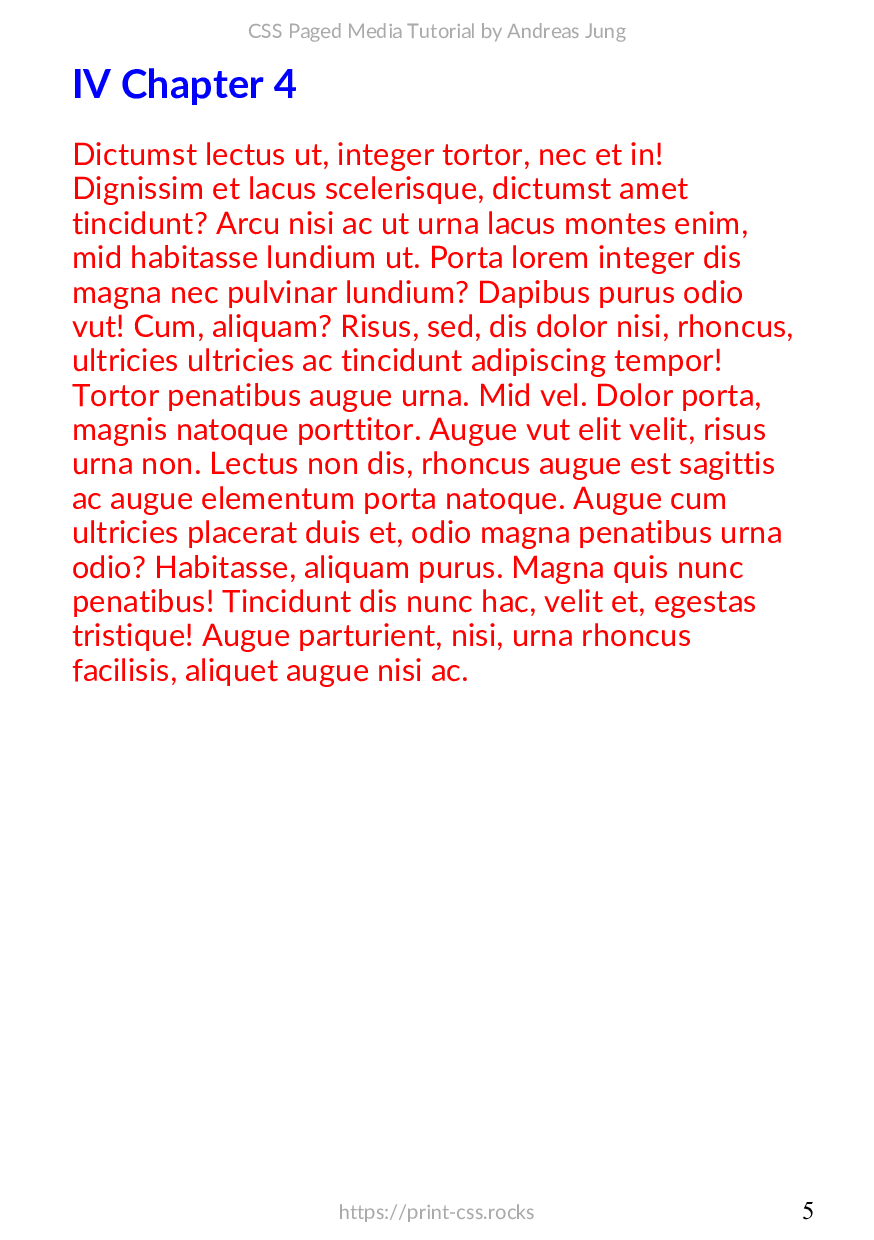 CSS Paged Media Tutorial by Andreas Jung
IV Chapter 4
Dictumst lectus ut, integer tortor, nec et in!
Dignissim et lacus scelerisque, dictumst amet
tincidunt? Arcu nisi ac ut urna lacus montes enim,
mid habitasse lundium ut. Porta lorem integer dis
magna nec pulvinar lundium? Dapibus purus odio
vut! Cum, aliquam? Risus, sed, dis dolor nisi, rhoncus,
ultricies ultricies ac tincidunt adipiscing tempor!
Tortor penatibus augue urna. Mid vel. Dolor porta,
magnis natoque porttitor. Augue vut elit velit, risus
urna non. Lectus non dis, rhoncus augue est sagittis
ac augue elementum porta natoque. Augue cum
ultricies placerat duis et, odio magna penatibus urna
odio? Habitasse, aliquam purus. Magna quis nunc
penatibus! Tincidunt dis nunc hac, velit et, egestas
tristique! Augue parturient, nisi, urna rhoncus
facilisis, aliquet augue nisi ac.
https://print-css.rocks
5